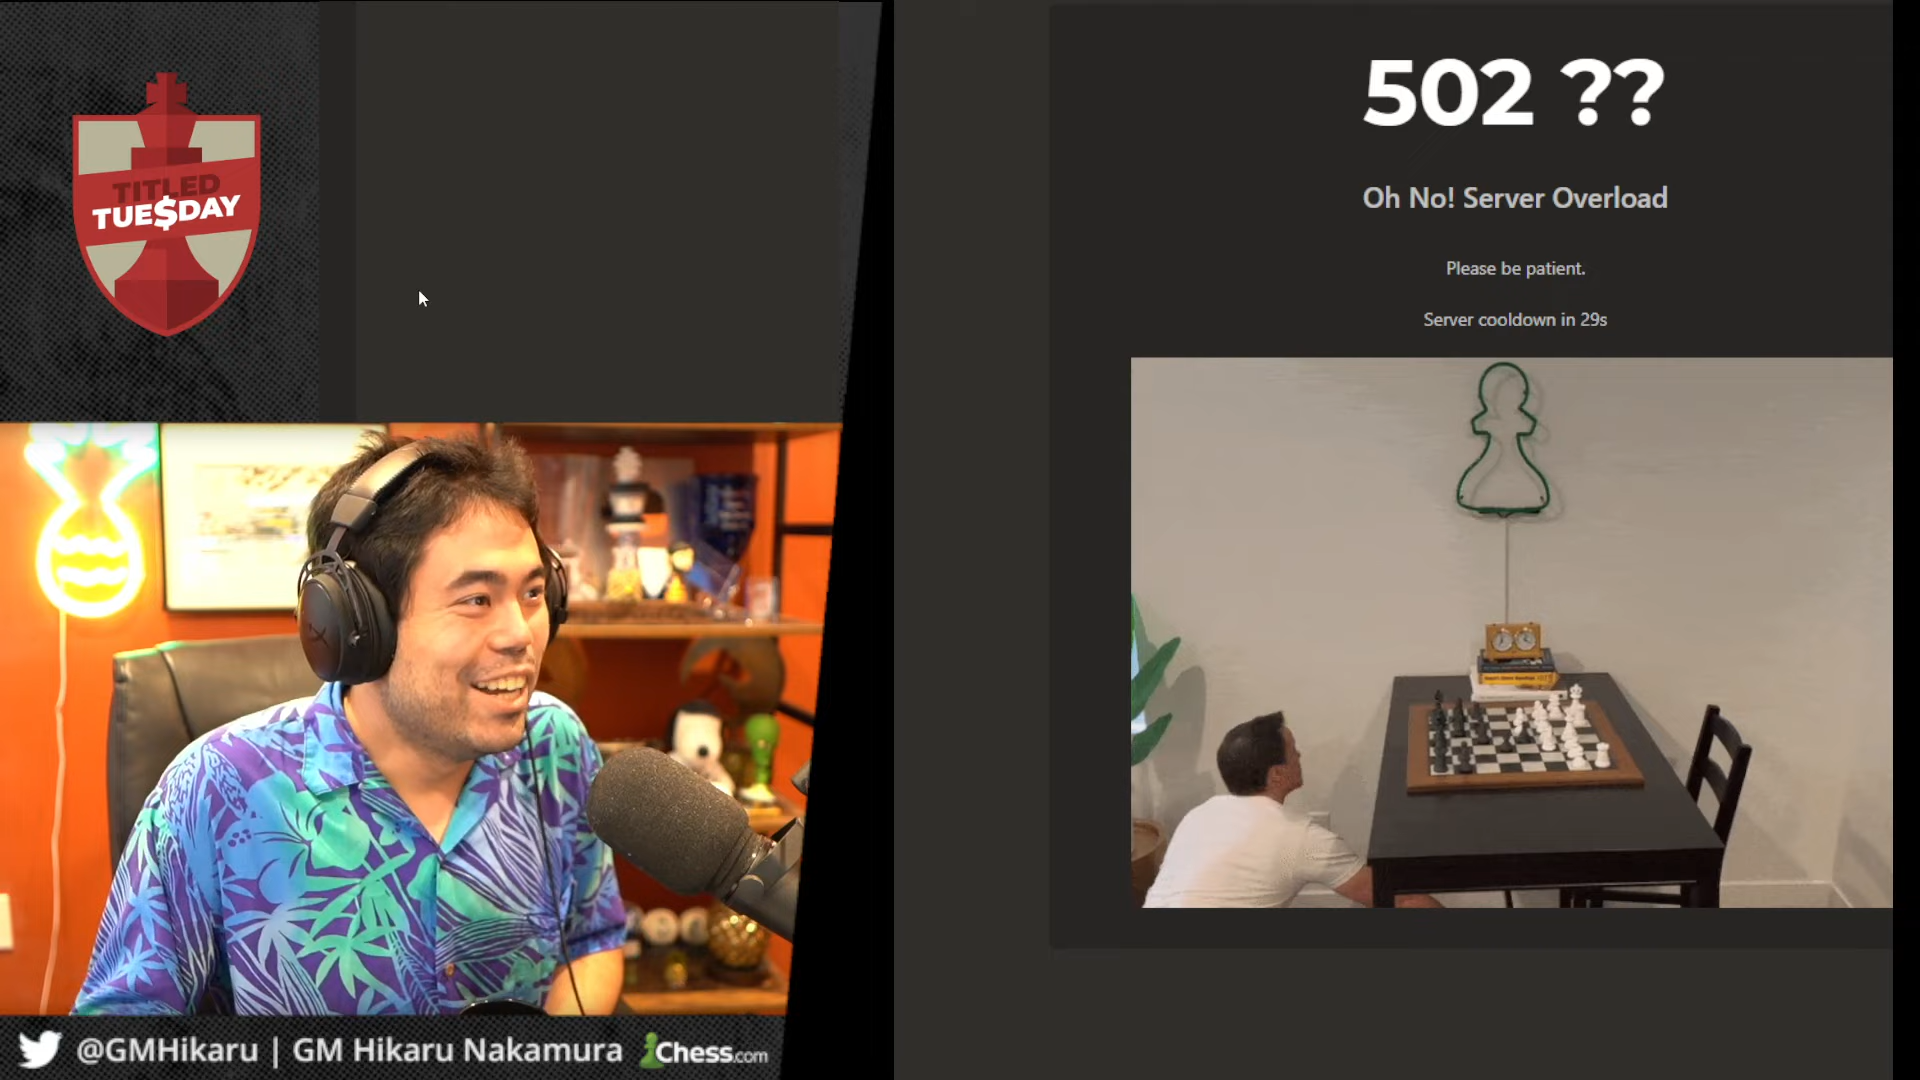 TITLED
TUE$DAY
502 ??
Oh No! Server Overload
Please be patient.
Server cooldown in 29s
@GMHikaru | GM Hikaru Nakamura
Chess.com